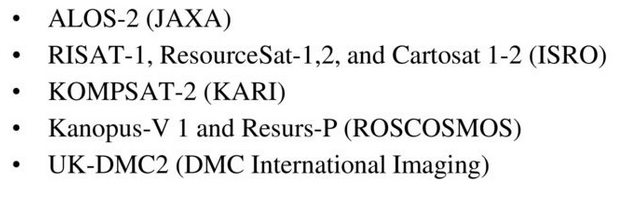 • ALOS-2 (JAXA)
• RISAT-1, ResourceSat-1,2, and Cartosat 1-2 (ISRO)
• KOMPSAT-2 (KARI)
• Kanopus-V 1 and Resurs-P (ROSCOSMOS)
• UK-DMC2 (DMC International Imaging)